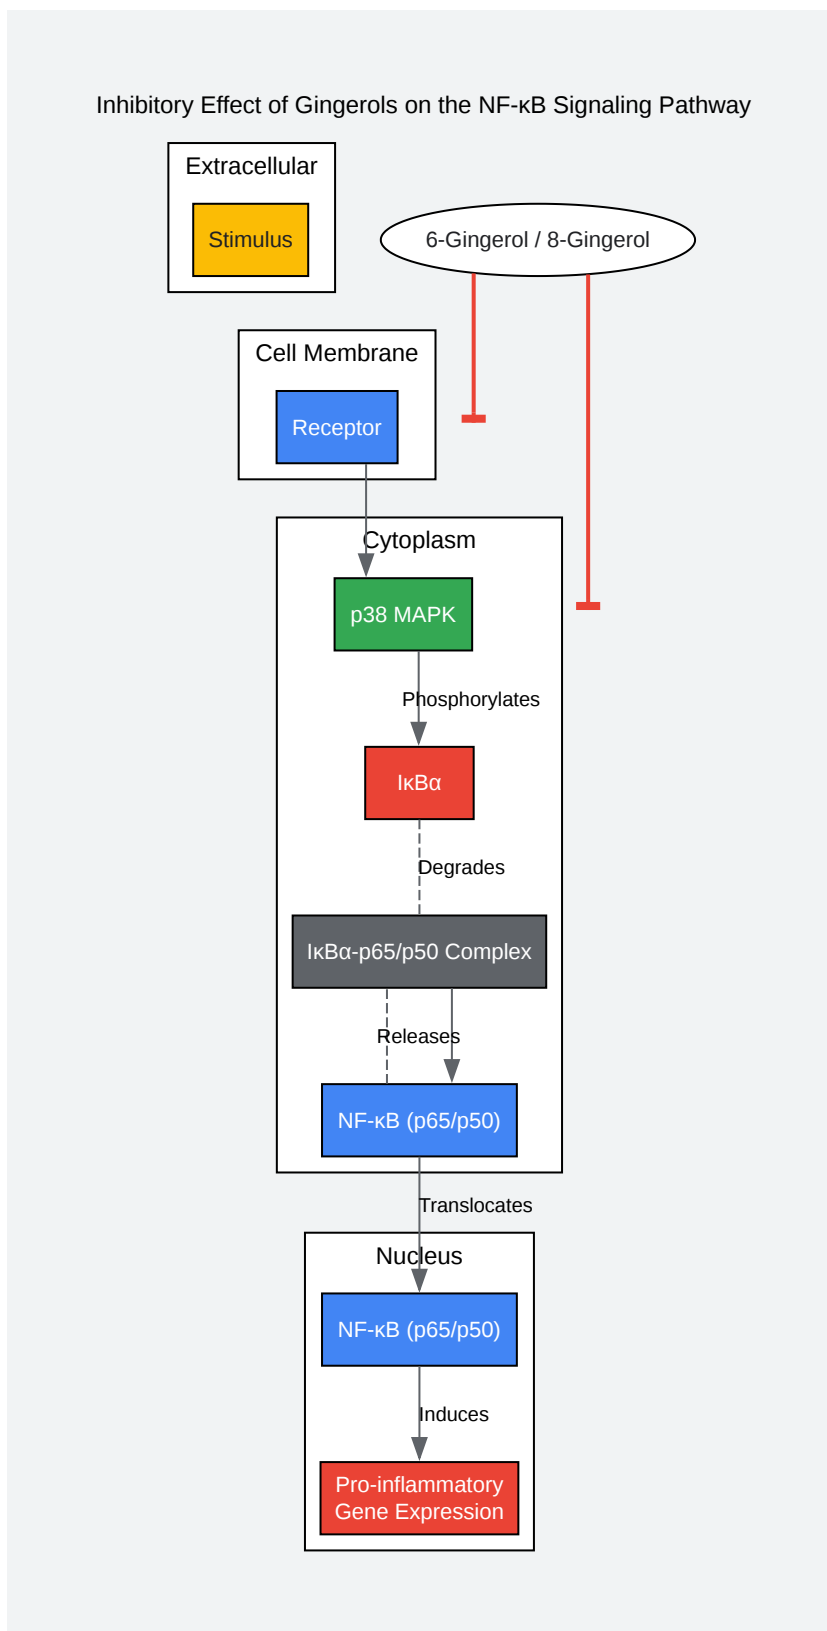 Inhibitory Effect of Gingerols on the NF-κB Signaling Pathway
Extracellular
Stimulus
6-Gingerol / 8-Gingerol
Cell Membrane
Receptor
Cytoplasm
p38 MAPK
Phosphorylates
IκBα
Degrades
IκBα-p65/p50 Complex
Releases
NF-κB (p65/p50)
Translocates
Nucleus
NF-κB (p65/p50)
Induces
Pro-inflammatory
Gene Expression